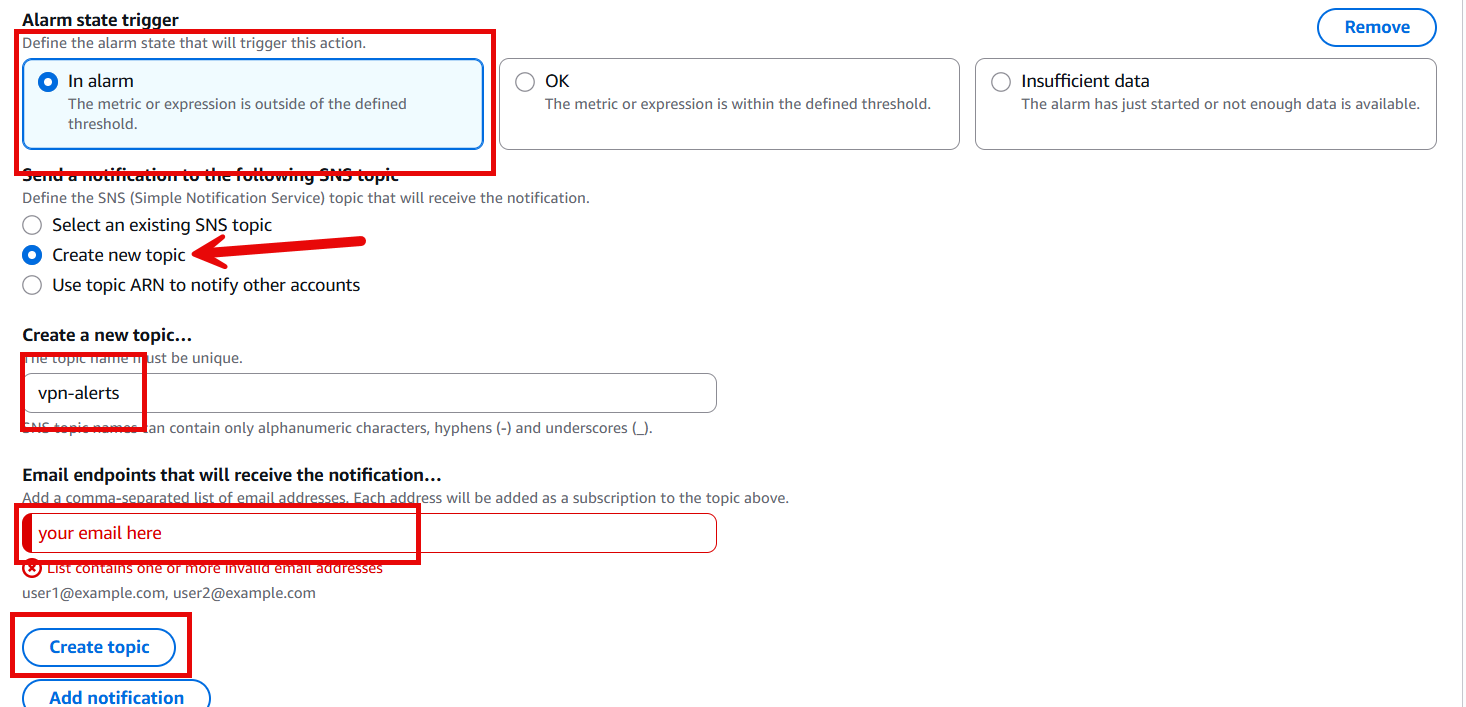 Alarm state trigger
Remove
Define the alarm state that will trigger this action.
In alarm
The metric or expression is outside of the defined
threshold.
OK
The metric or expression is within the defined threshold.
Insufficient data
The alarm has just started or not enough data is available.
Send a notification to the following SNS topic
Define the SNS (Simple Notification Service) topic that will receive the notification.
Select an existing SNS topic
Create new topic
Use topic ARN to notify other accounts
Create a new topic…
The topic name must be unique.
vpn-alerts
SNS topic names can contain only alphanumeric characters, hyphens (-) and underscores (_).
Email endpoints that will receive the notification…
Add a comma-separated list of email addresses. Each address will be added as a subscription to the topic above.
your email here
List contains one or more invalid email addresses
user1@example.com, user2@example.com
Create topic
Add notification